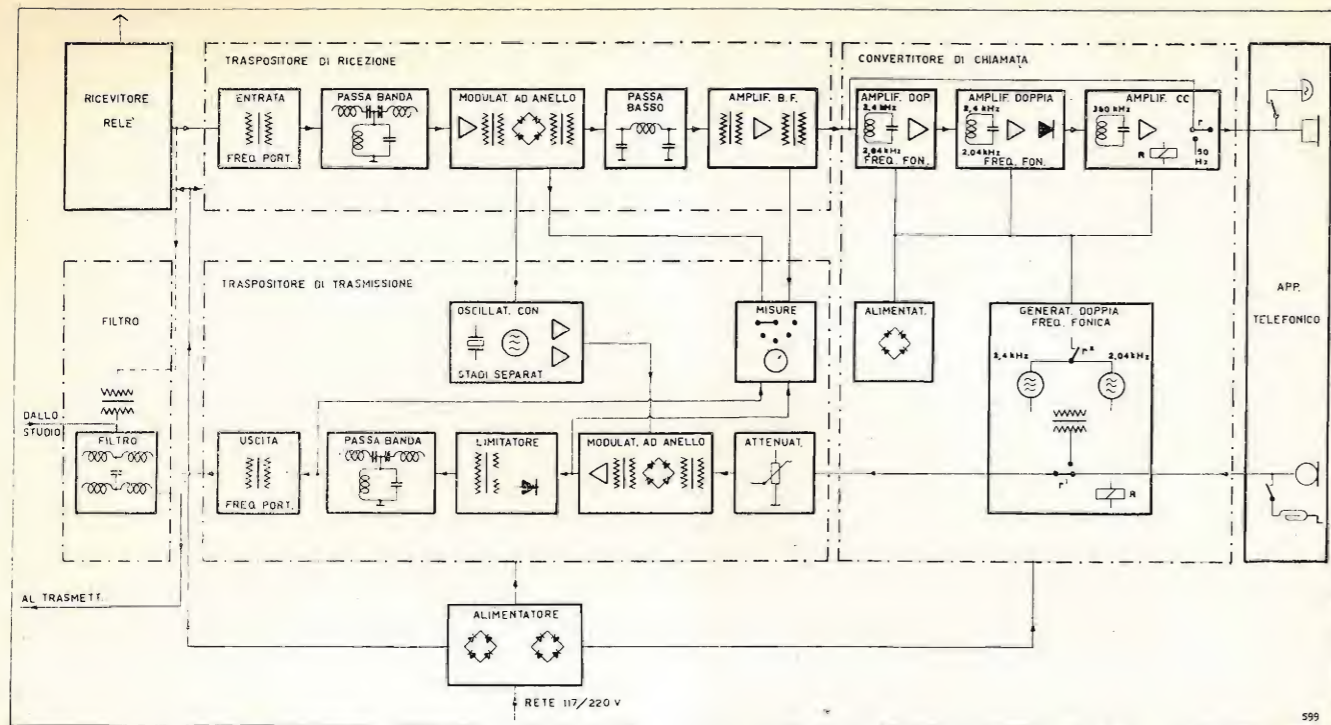 TRASPOSITORE DI RICEZIONE
CONVERTITORE DI CHIAMATA
RICEVITORE
RELE'
ENTRATA
FREQ. PORT.
PASSA BANDA
MODULAT. AD ANELLO
PASSA
BASSO
AMPLIF. B.F.
AMPLIF. DOP.
2,4 kHz
2,04 kHz
FREQ. FON.
AMPLIF. DOPPIA
2,4 kHz
2,04 kHz
FREQ. FON.
AMPLIF. CC
360 kHz
R
r
50
Hz
APP.
TELEFONICO
FILTRO
DALLO
STUDIO
FILTRO
AL TRASMETT.
TRASPOSITORE DI TRASMISSIONE
OSCILLAT. CON
STADI SEPARAT
MISURE
ALIMENTAT.
GENERAT. DOPPIA
FREQ. FONICA
r²
2,4 kHz
2,04 kHz
r¹
R
USCITA
FREQ. PORT.
PASSA BANDA
LIMITATORE
MODULAT. AD ANELLO
ATTENUAT.
ALIMENTATORE
RETE 117/220 V
599